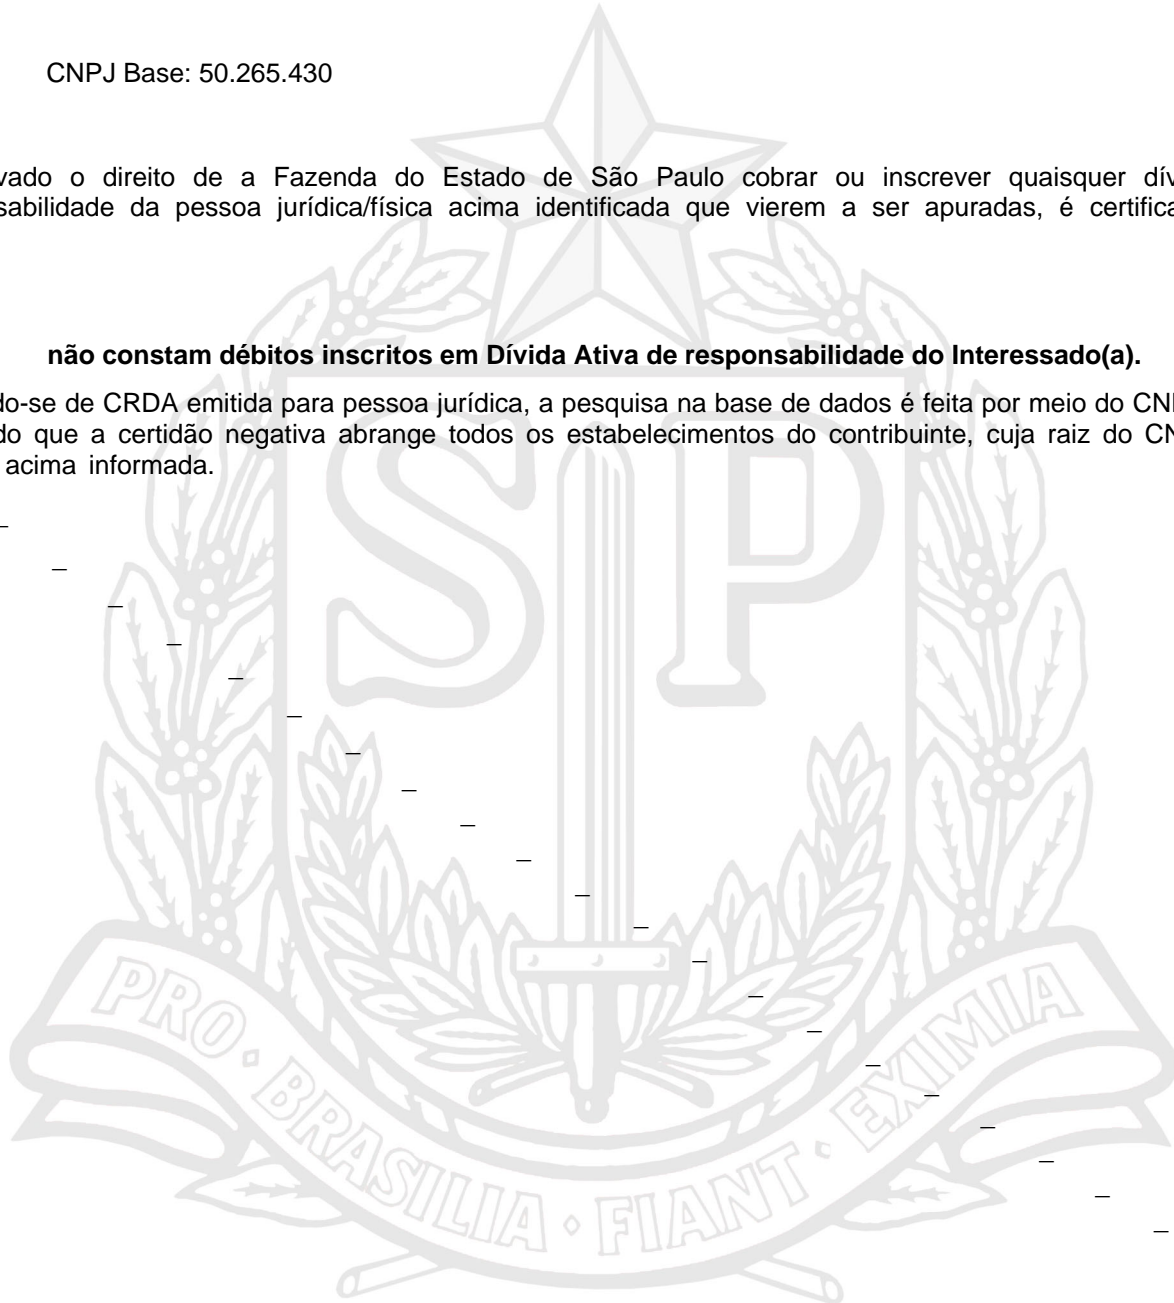 CNPJ Base: 50.265.430
vado o direito de a Fazenda do Estado de São Paulo cobrar ou inscrever quaisquer dív
sabilidade da pessoa jurídica/física acima identificada que vierem a ser apuradas, é certifica
não constam débitos inscritos em Dívida Ativa de responsabilidade do Interessado(a).
do-se de CRDA emitida para pessoa jurídica, a pesquisa na base de dados é feita por meio do CN
do que a certidão negativa abrange todos os estabelecimentos do contribuinte, cuja raiz do CN
acima informada.
SP
PRO • BRASILIA • FIANT • EXIMIA